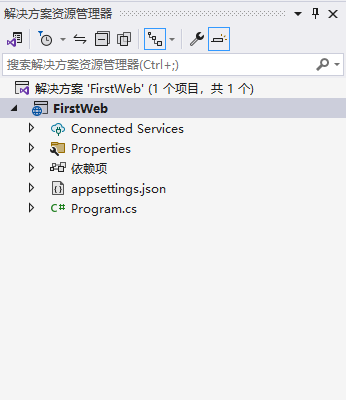 解决方案资源管理器
搜索解决方案资源管理器(Ctrl+;)
解决方案 'FirstWeb' (1 个项目，共 1 个)
FirstWeb
Connected Services
Properties
依赖项
appsettings.json
C# Program.cs